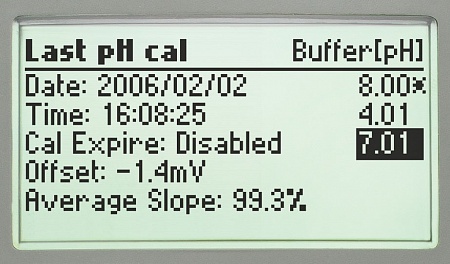 Last pH cal Buffer[pH]
Date: 2006/02/02 8.00¤
Time: 16:08:25 4.01
Cal Expire: Disabled 7.01
Offset: -1.4mV
Average Slope: 99.3%